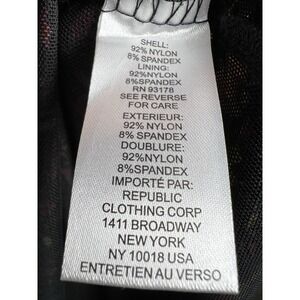 SHELL:
92% NYLON
8% SPANDEX
LINING:
92%NYLON
8%SPANDEX
RN 93178
SEE REVERSE
FOR CARE
EXTERIEUR:
92% NYLON
8% SPANDEX
DOUBLURE:
92%NYLON
8%SPANDEX
IMPORTÉ PAR:
REPUBLIC
CLOTHING CORP
1411 BROADWAY
NEW YORK
NY 10018 USA
ENTRETIEN AU VERSO